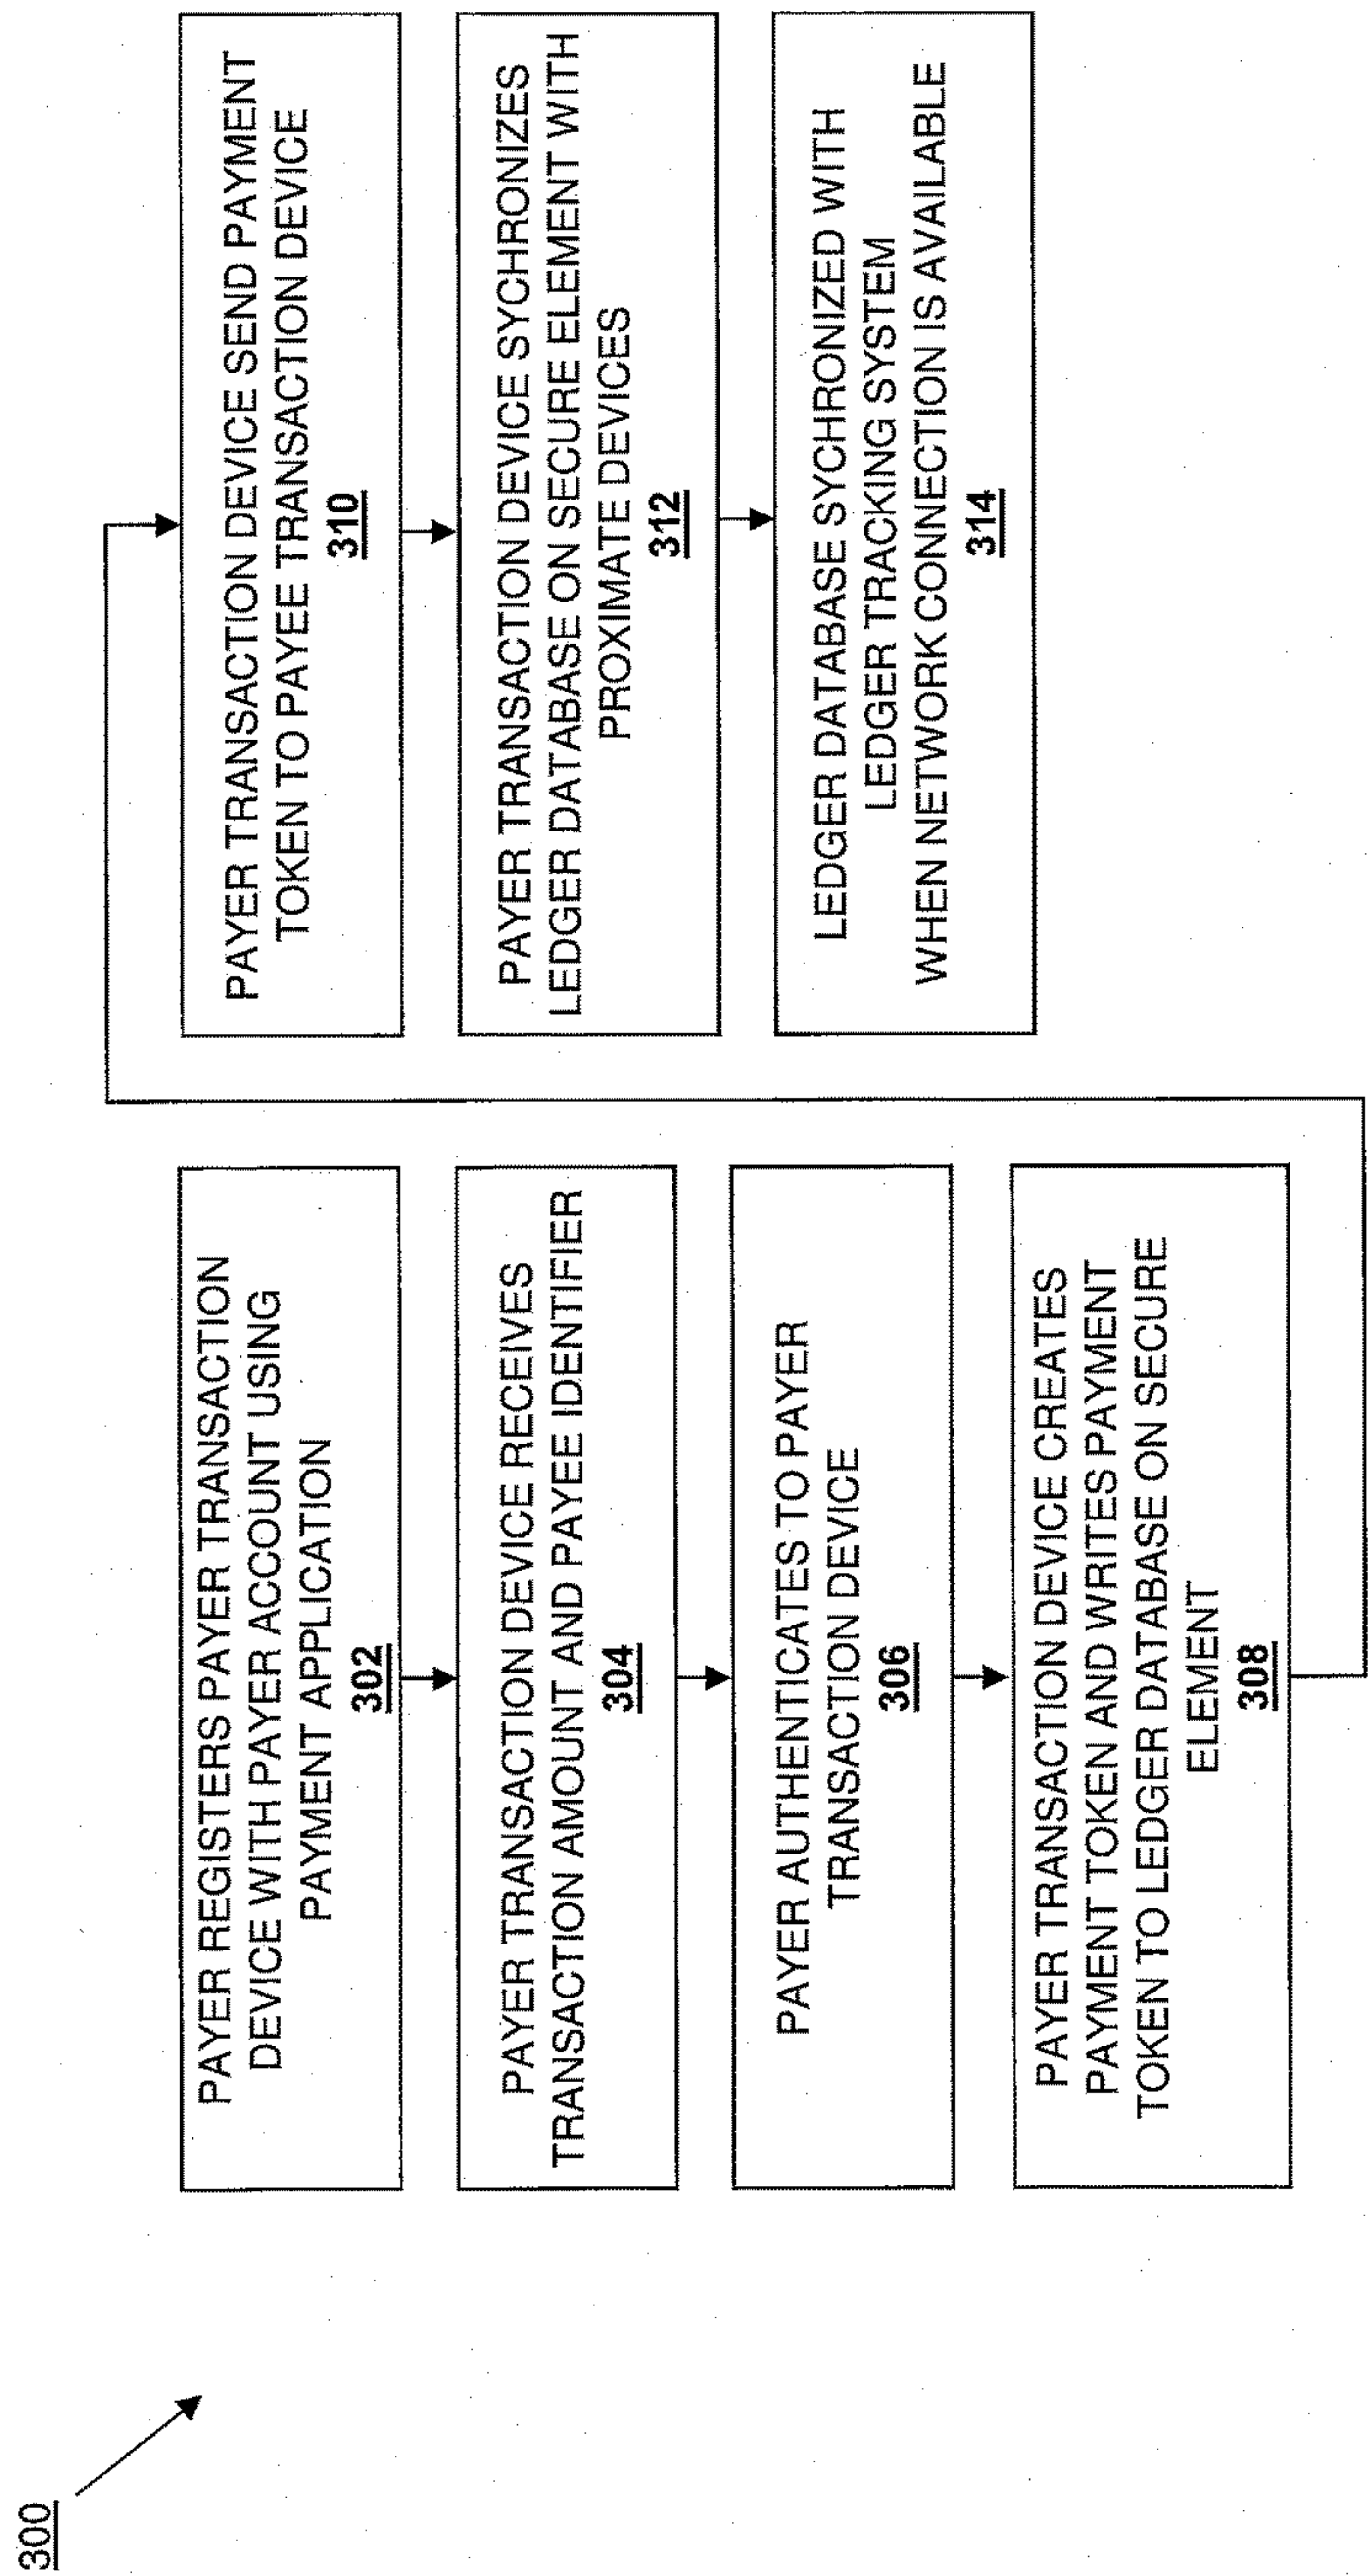 300
PAYER REGISTERS PAYER TRANSACTION
DEVICE WITH PAYER ACCOUNT USING
PAYMENT APPLICATION
302
PAYER TRANSACTION DEVICE RECEIVES
TRANSACTION AMOUNT AND PAYEE IDENTIFIER
304
PAYER AUTHENTICATES TO PAYER
TRANSACTION DEVICE
306
PAYER TRANSACTION DEVICE CREATES
PAYMENT TOKEN AND WRITES PAYMENT
TOKEN TO LEDGER DATABASE ON SECURE
ELEMENT
308
PAYER TRANSACTION DEVICE SEND PAYMENT
TOKEN TO PAYEE TRANSACTION DEVICE
310
PAYER TRANSACTION DEVICE SYCHRONIZES
LEDGER DATABASE ON SECURE ELEMENT WITH
PROXIMATE DEVICES
312
LEDGER DATABASE SYCHRONIZED WITH
LEDGER TRACKING SYSTEM
WHEN NETWORK CONNECTION IS AVAILABLE
314